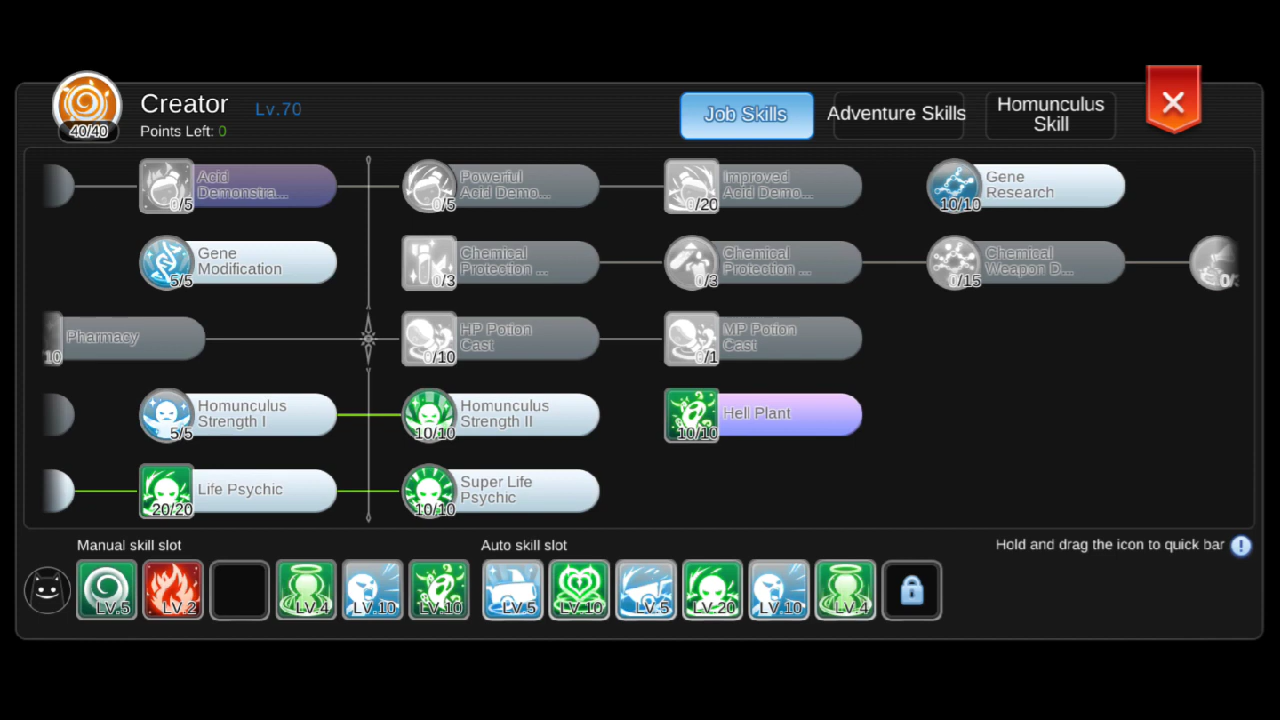 Creator
Lv.70
40/40
Points Left: 0
Job Skills
Adventure Skills
Homunculus
Skill
Acid
Demonstra...
0/5
Powerful
Acid Demo...
0/5
Improved
Acid Demo...
0/20
Gene
Research
10/10
Gene
Modification
5/5
Chemical
Protection ...
0/3
Chemical
Protection ...
0/3
Chemical
Weapon D...
0/15
0/
Pharmacy
10
HP Potion
Cast
0/10
MP Potion
Cast
0/1
Homunculus
Strength I
5/5
Homunculus
Strength II
10/10
Hell Plant
10/10
Life Psychic
20/20
Super Life
Psychic
10/10
Manual skill slot
Auto skill slot
Hold and drag the icon to quick bar
LV.5
LV.2
LV.4
LV.10
LV.10
LV 5
LV.10
LV.5
LV.20
LV.10
LV.4